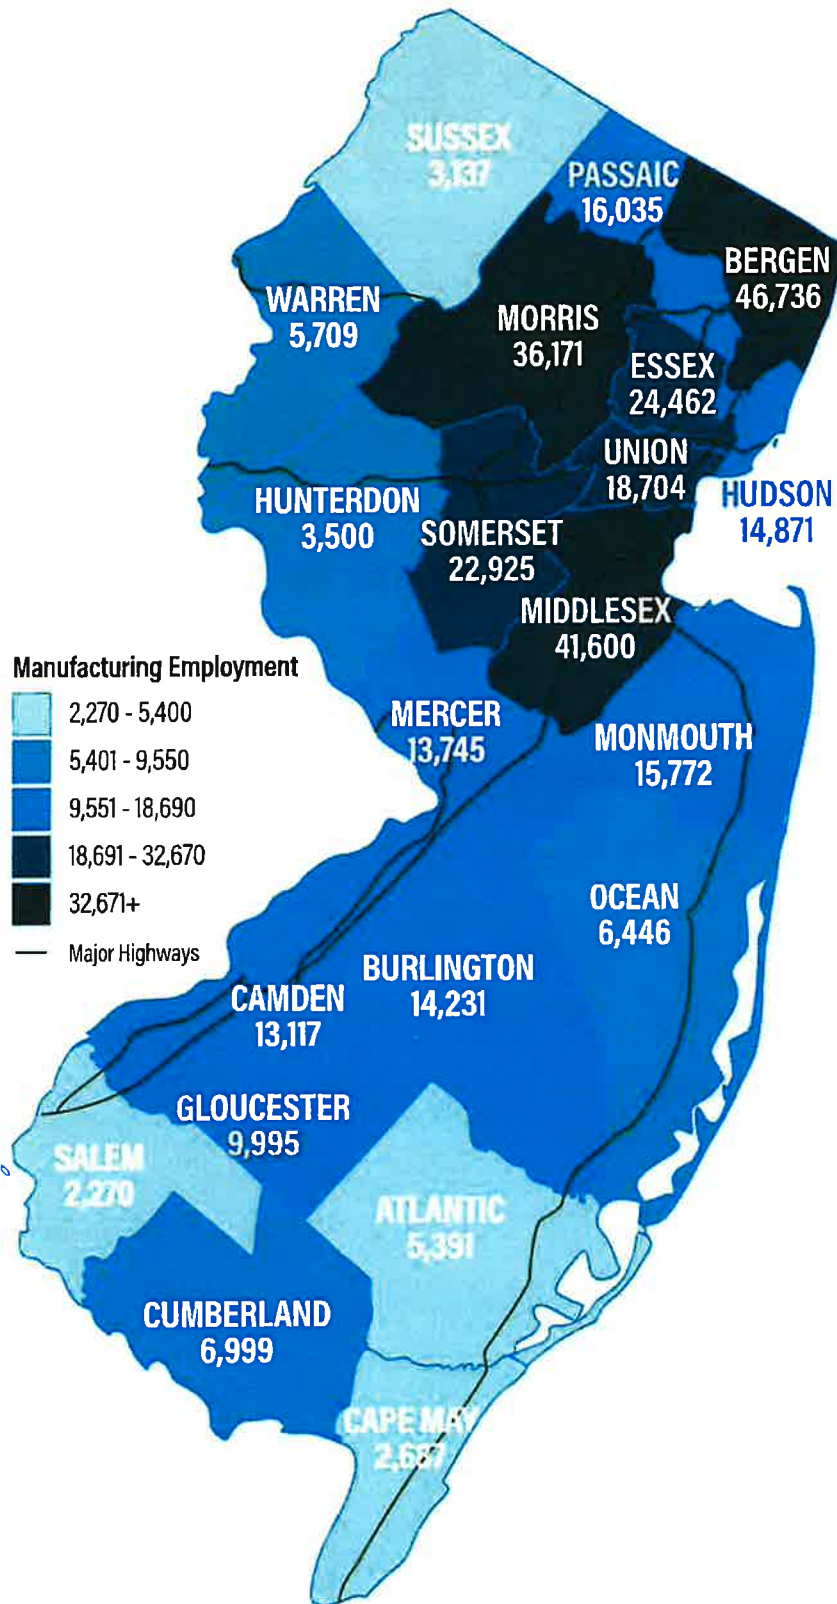 SUSSEX
3,137
PASSAIC
16,035
BERGEN
46,736
WARREN
5,709
MORRIS
36,171
ESSEX
24,462
UNION
18,704
HUDSON
14,871
HUNTERDON
3,500
SOMERSET
22,925
MIDDLESEX
41,600
Manufacturing Employment
2,270 - 5,400
5,401 - 9,550
9,551 - 18,690
18,691 - 32,670
32,671+
Major Highways
MERCER
13,745
MONMOUTH
15,772
OCEAN
6,446
BURLINGTON
14,231
CAMDEN
13,117
GLOUCESTER
9,995
SALEM
2,270
ATLANTIC
5,391
CUMBERLAND
6,999
CAPE MAY